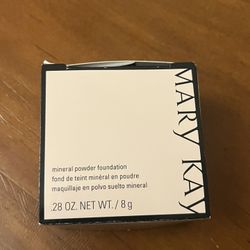 MARY KAY
mineral powder foundation
fond de teint minéral en poudre
maquillaje en polvo suelto mineral
.28 OZ. NET WT. / 8 g